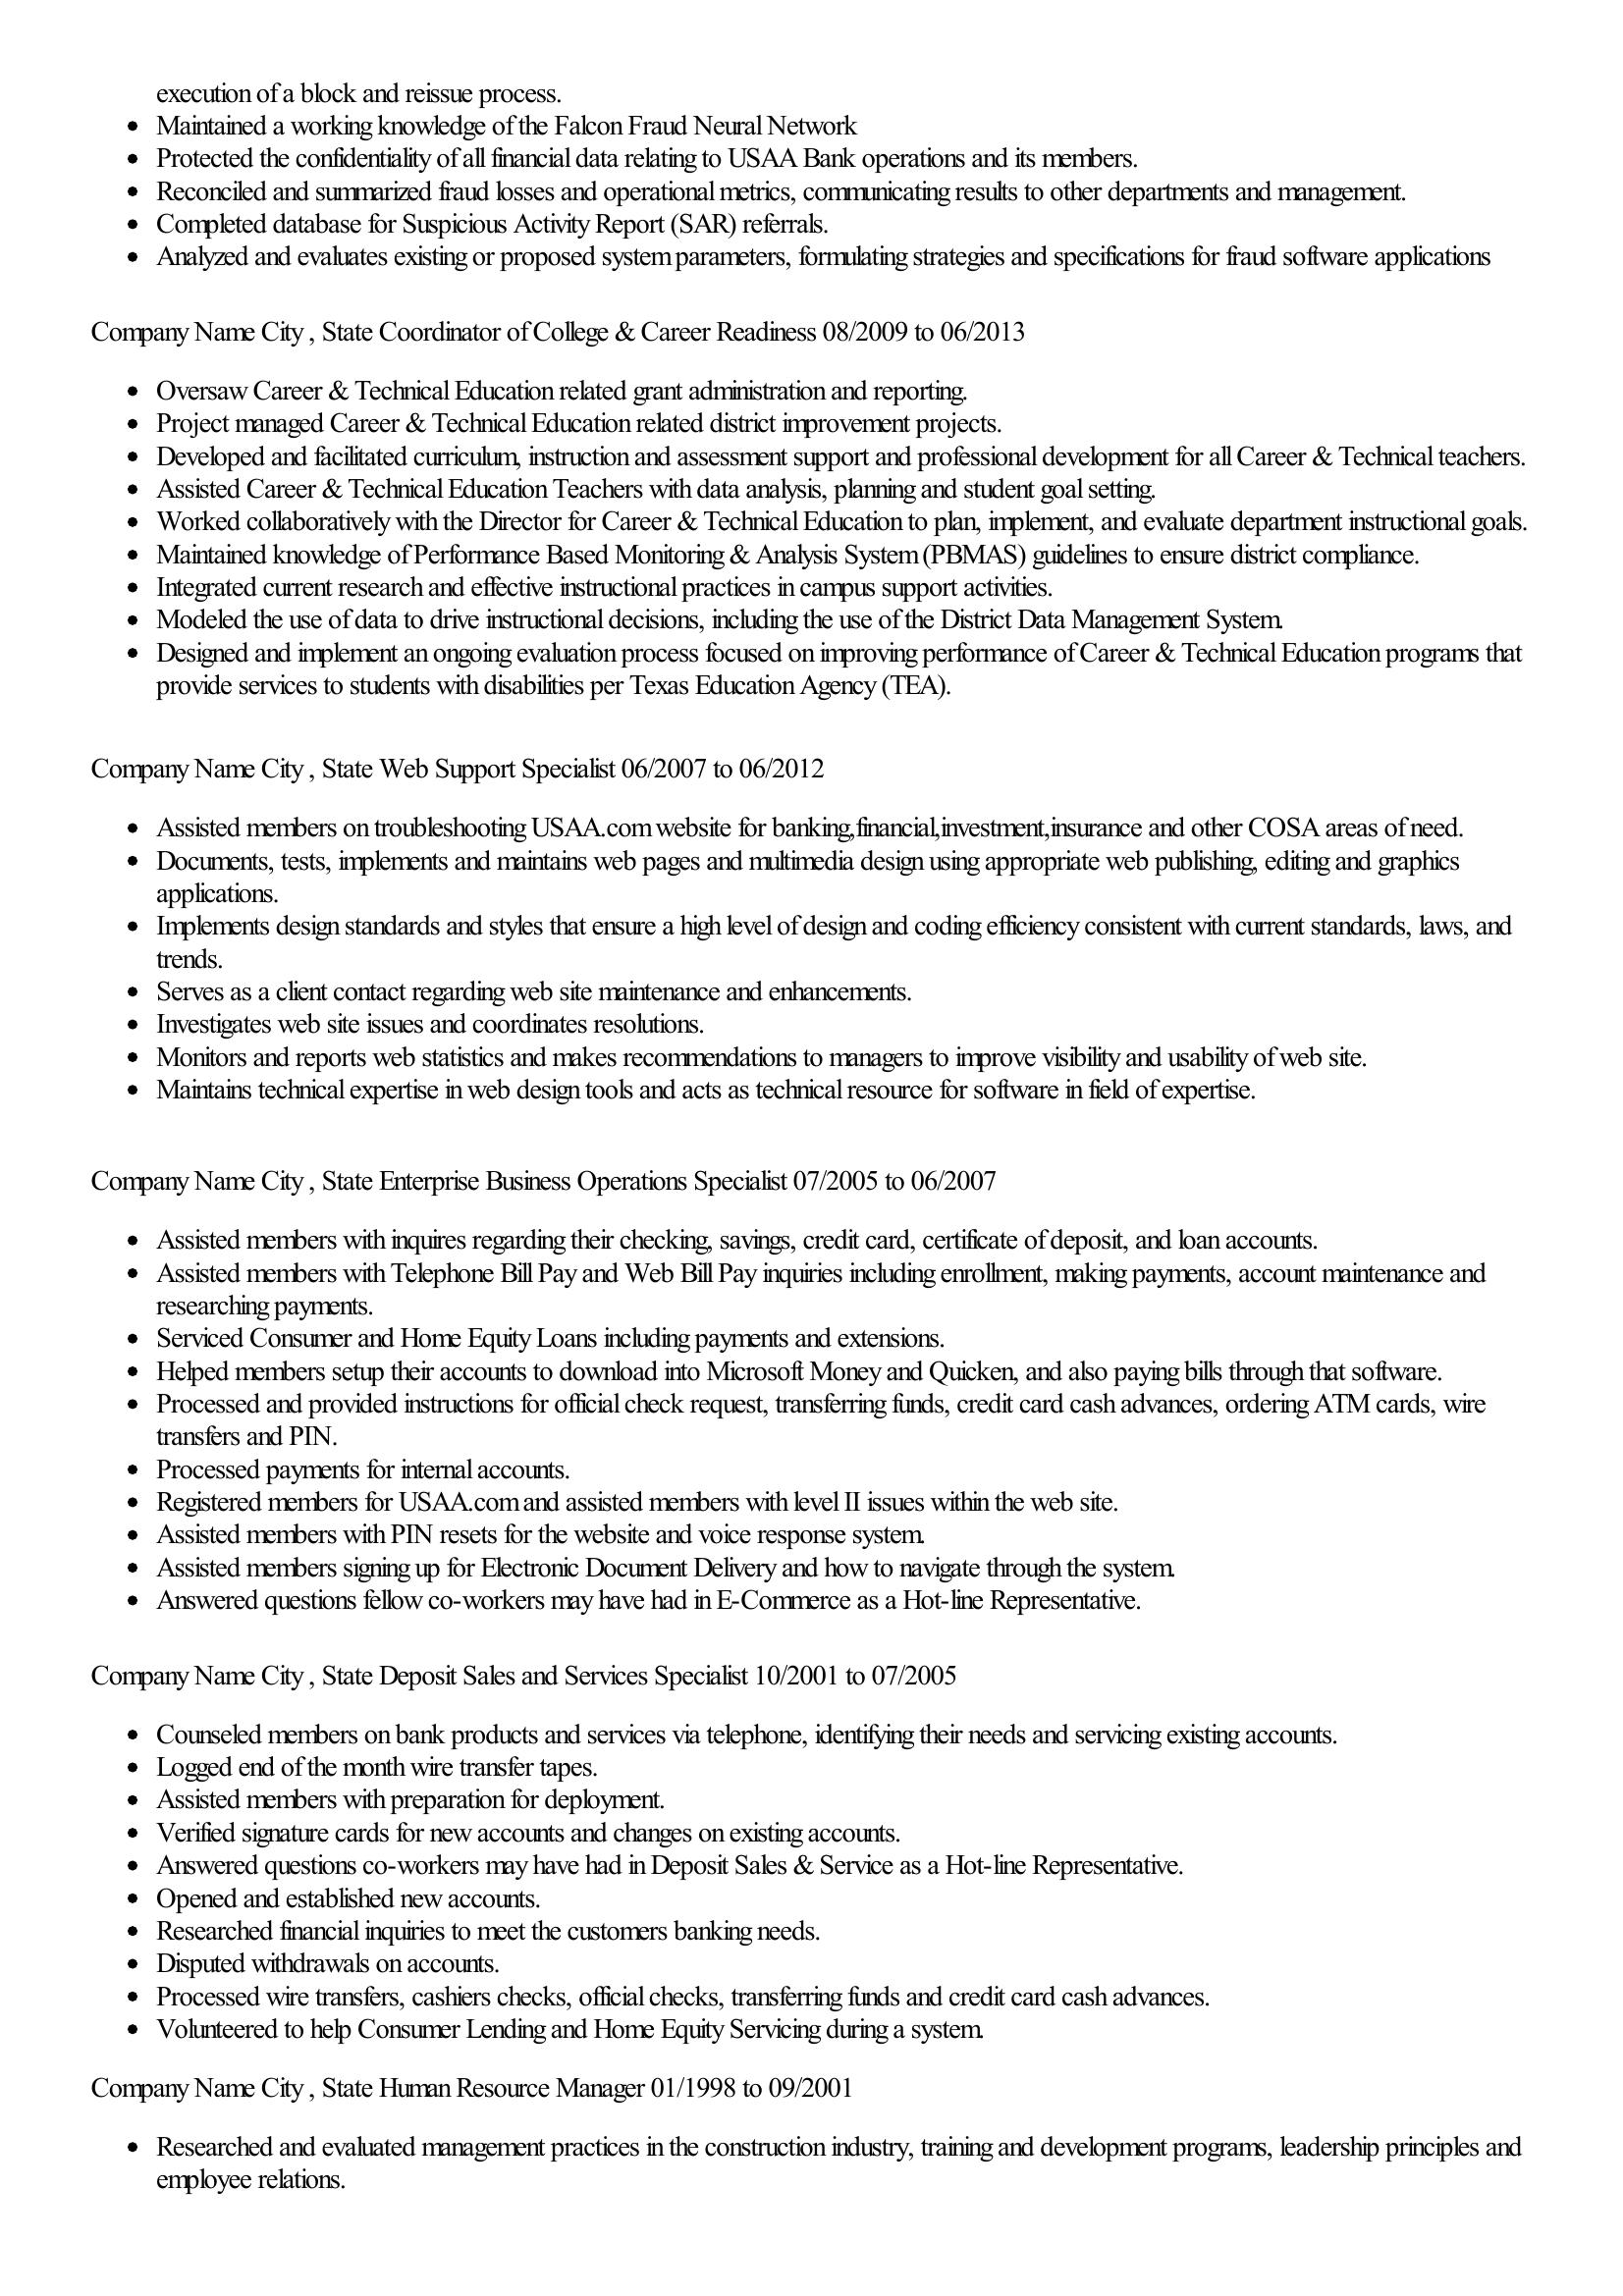 execution of a block and reissue process.
• Maintained a working knowledge of the Falcon Fraud Neural Network
• Protected the confidentiality of all financial data relating to USAA Bank operations and its members.
• Reconciled and summarized fraud losses and operational metrics, communicating results to other departments and management.
• Completed database for Suspicious Activity Report (SAR) referrals.
• Analyzed and evaluates existing or proposed system parameters, formulating strategies and specifications for fraud software applications
Company Name City , State Coordinator of College & Career Readiness 08/2009 to 06/2013
• Oversaw Career & Technical Education related grant administration and reporting.
• Project managed Career & Technical Education related district improvement projects.
• Developed and facilitated curriculum, instruction and assessment support and professional development for all Career & Technical teachers.
• Assisted Career & Technical Education Teachers with data analysis, planning and student goal setting.
• Worked collaboratively with the Director for Career & Technical Education to plan, implement, and evaluate department instructional goals.
• Maintained knowledge of Performance Based Monitoring & Analysis System (PBMAS) guidelines to ensure district compliance.
• Integrated current research and effective instructional practices in campus support activities.
• Modeled the use of data to drive instructional decisions, including the use of the District Data Management System.
• Designed and implement an ongoing evaluation process focused on improving performance of Career & Technical Education programs that
provide services to students with disabilities per Texas Education Agency (TEA).
Company Name City , State Web Support Specialist 06/2007 to 06/2012
• Assisted members on troubleshooting USAA.com website for banking,financial,investment,insurance and other COSA areas of need.
• Documents, tests, implements and maintains web pages and multimedia design using appropriate web publishing, editing and graphics
applications.
• Implements design standards and styles that ensure a high level of design and coding efficiency consistent with current standards, laws, and
trends.
• Serves as a client contact regarding web site maintenance and enhancements.
• Investigates web site issues and coordinates resolutions.
• Monitors and reports web statistics and makes recommendations to managers to improve visibility and usability of web site.
• Maintains technical expertise in web design tools and acts as technical resource for software in field of expertise.
Company Name City , State Enterprise Business Operations Specialist 07/2005 to 06/2007
• Assisted members with inquires regarding their checking, savings, credit card, certificate of deposit, and loan accounts.
• Assisted members with Telephone Bill Pay and Web Bill Pay inquiries including enrollment, making payments, account maintenance and
researching payments.
• Serviced Consumer and Home Equity Loans including payments and extensions.
• Helped members setup their accounts to download into Microsoft Money and Quicken, and also paying bills through that software.
• Processed and provided instructions for official check request, transferring funds, credit card cash advances, ordering ATM cards, wire
transfers and PIN.
• Processed payments for internal accounts.
• Registered members for USAA.com and assisted members with level II issues within the web site.
• Assisted members with PIN resets for the website and voice response system.
• Assisted members signing up for Electronic Document Delivery and how to navigate through the system.
• Answered questions fellow co-workers may have had in E-Commerce as a Hot-line Representative.
Company Name City , State Deposit Sales and Services Specialist 10/2001 to 07/2005
• Counseled members on bank products and services via telephone, identifying their needs and servicing existing accounts.
• Logged end of the month wire transfer tapes.
• Assisted members with preparation for deployment.
• Verified signature cards for new accounts and changes on existing accounts.
• Answered questions co-workers may have had in Deposit Sales & Service as a Hot-line Representative.
• Opened and established new accounts.
• Researched financial inquiries to meet the customers banking needs.
• Disputed withdrawals on accounts.
• Processed wire transfers, cashiers checks, official checks, transferring funds and credit card cash advances.
• Volunteered to help Consumer Lending and Home Equity Servicing during a system.
Company Name City , State Human Resource Manager 01/1998 to 09/2001
• Researched and evaluated management practices in the construction industry, training and development programs, leadership principles and
employee relations.